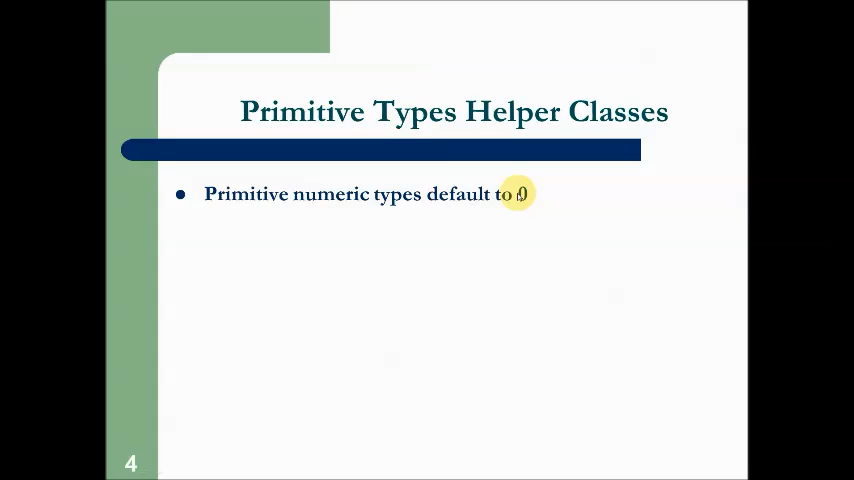 Primitive Types Helper Classes
● Primitive numeric types default to 0
4